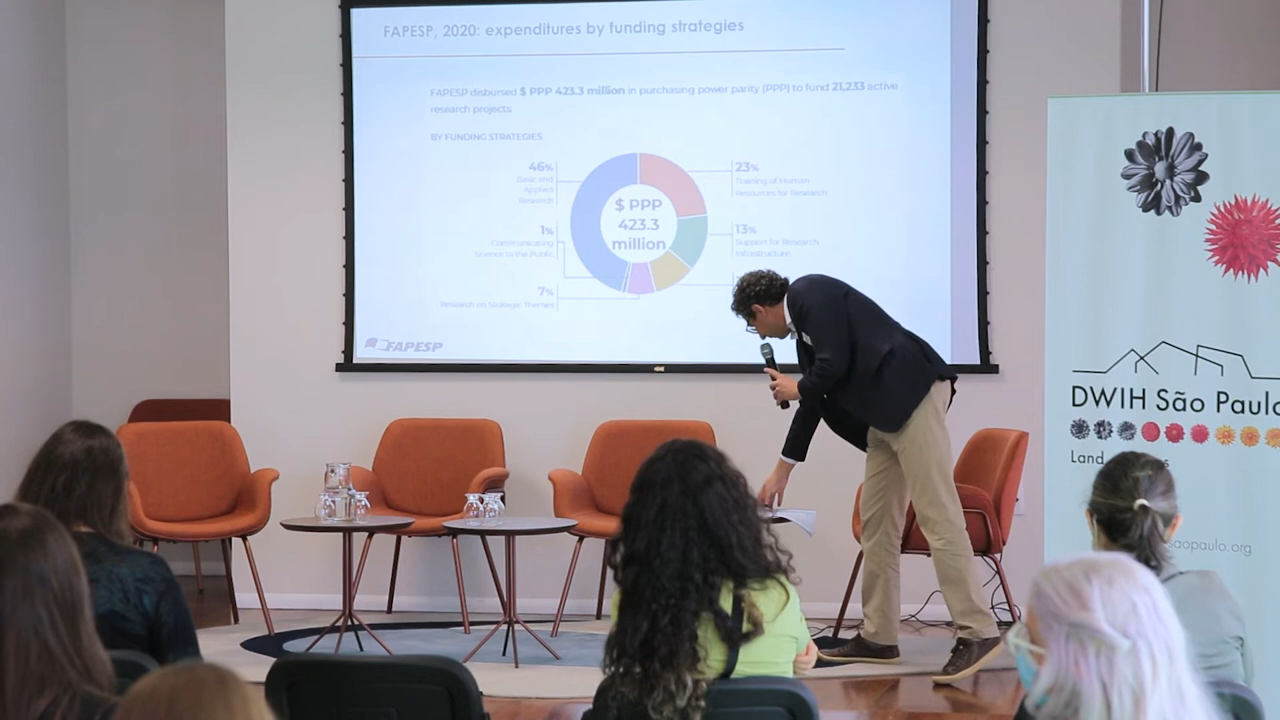 FAPESP, 2020: expenditures by funding strategies
FAPESP disbursed $ PPP 423.3 million in purchasing power parity (PPP) to fund 21,233 active
research projects
BY FUNDING STRATEGIES
46%
Basic and
Applied
Research
1%
Communicating
Science to the Public
7%
Research on Strategic Themes
$ PPP
423.3
million
23%
Training of Human
Resources for Research
13%
Support for Research
Infrastructure
FAPESP
DWIH São Paulo
Land
saopaulo.org